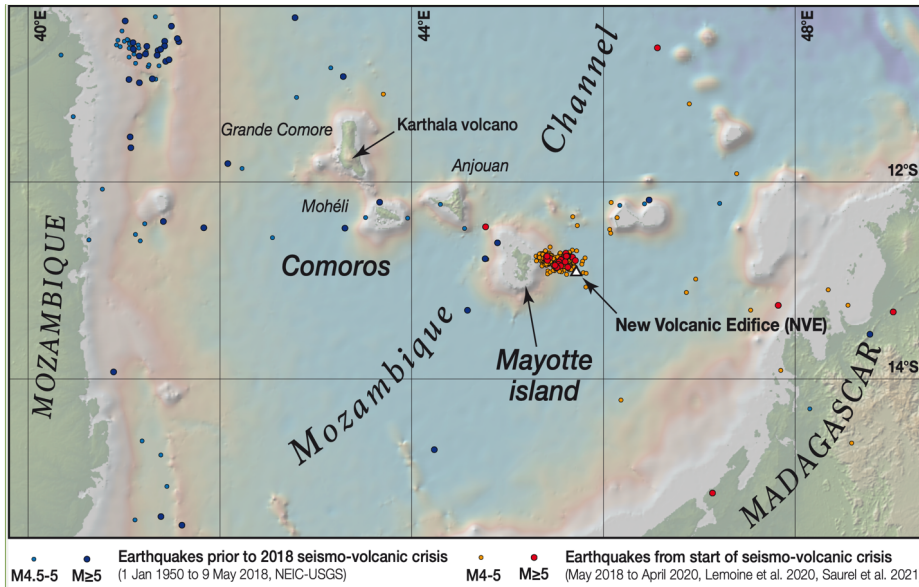 40°E
44°E
48°E
Channel
Grande Comore
Karthala volcano
Anjouan
12°S
Mohéli
MOZAMBIQUE
Comoros
Mozambique
New Volcanic Edifice (NVE)
Mayotte
island
14°S
MADAGASCAR
M4.5-5 M≥5 Earthquakes prior to 2018 seismo-volcanic crisis
(1 Jan 1950 to 9 May 2018, NEIC-USGS)
M4-5 M≥5 Earthquakes from start of seismo-volcanic crisis
(May 2018 to April 2020, Lemoine et al. 2020, Saurel et al. 2021